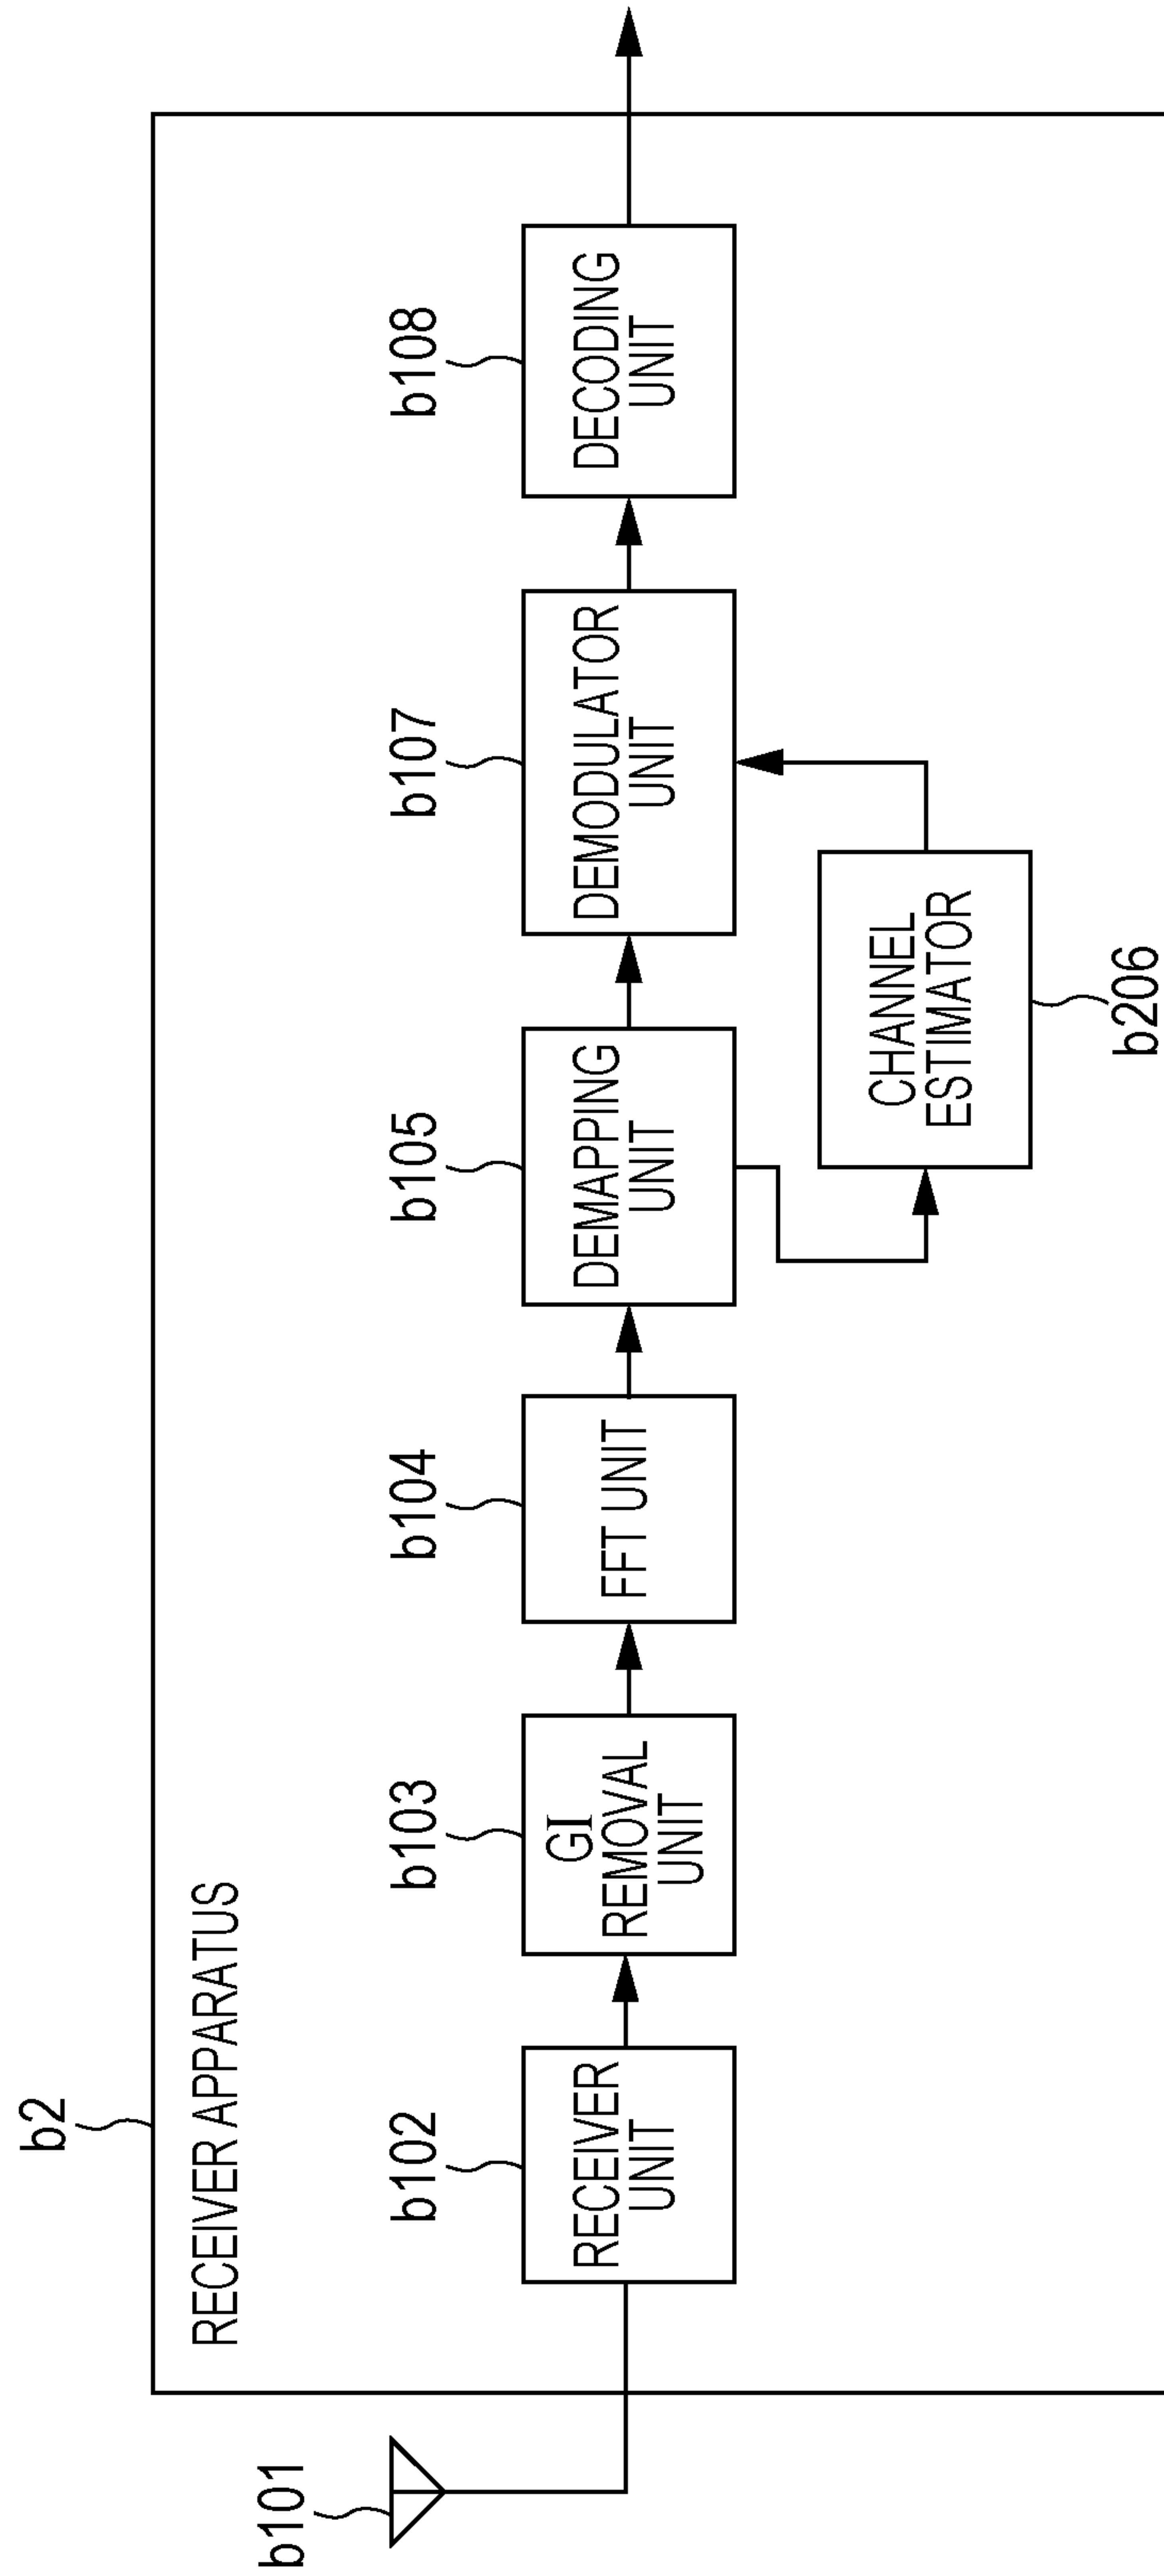 b2
RECEIVER APPARATUS
b101
b102
RECEIVER
UNIT
b103
GI
REMOVAL
UNIT
b104
FFT UNIT
b105
DEMAPPING
UNIT
b107
DEMODULATOR
UNIT
b108
DECODING
UNIT
CHANNEL
ESTIMATOR
b206